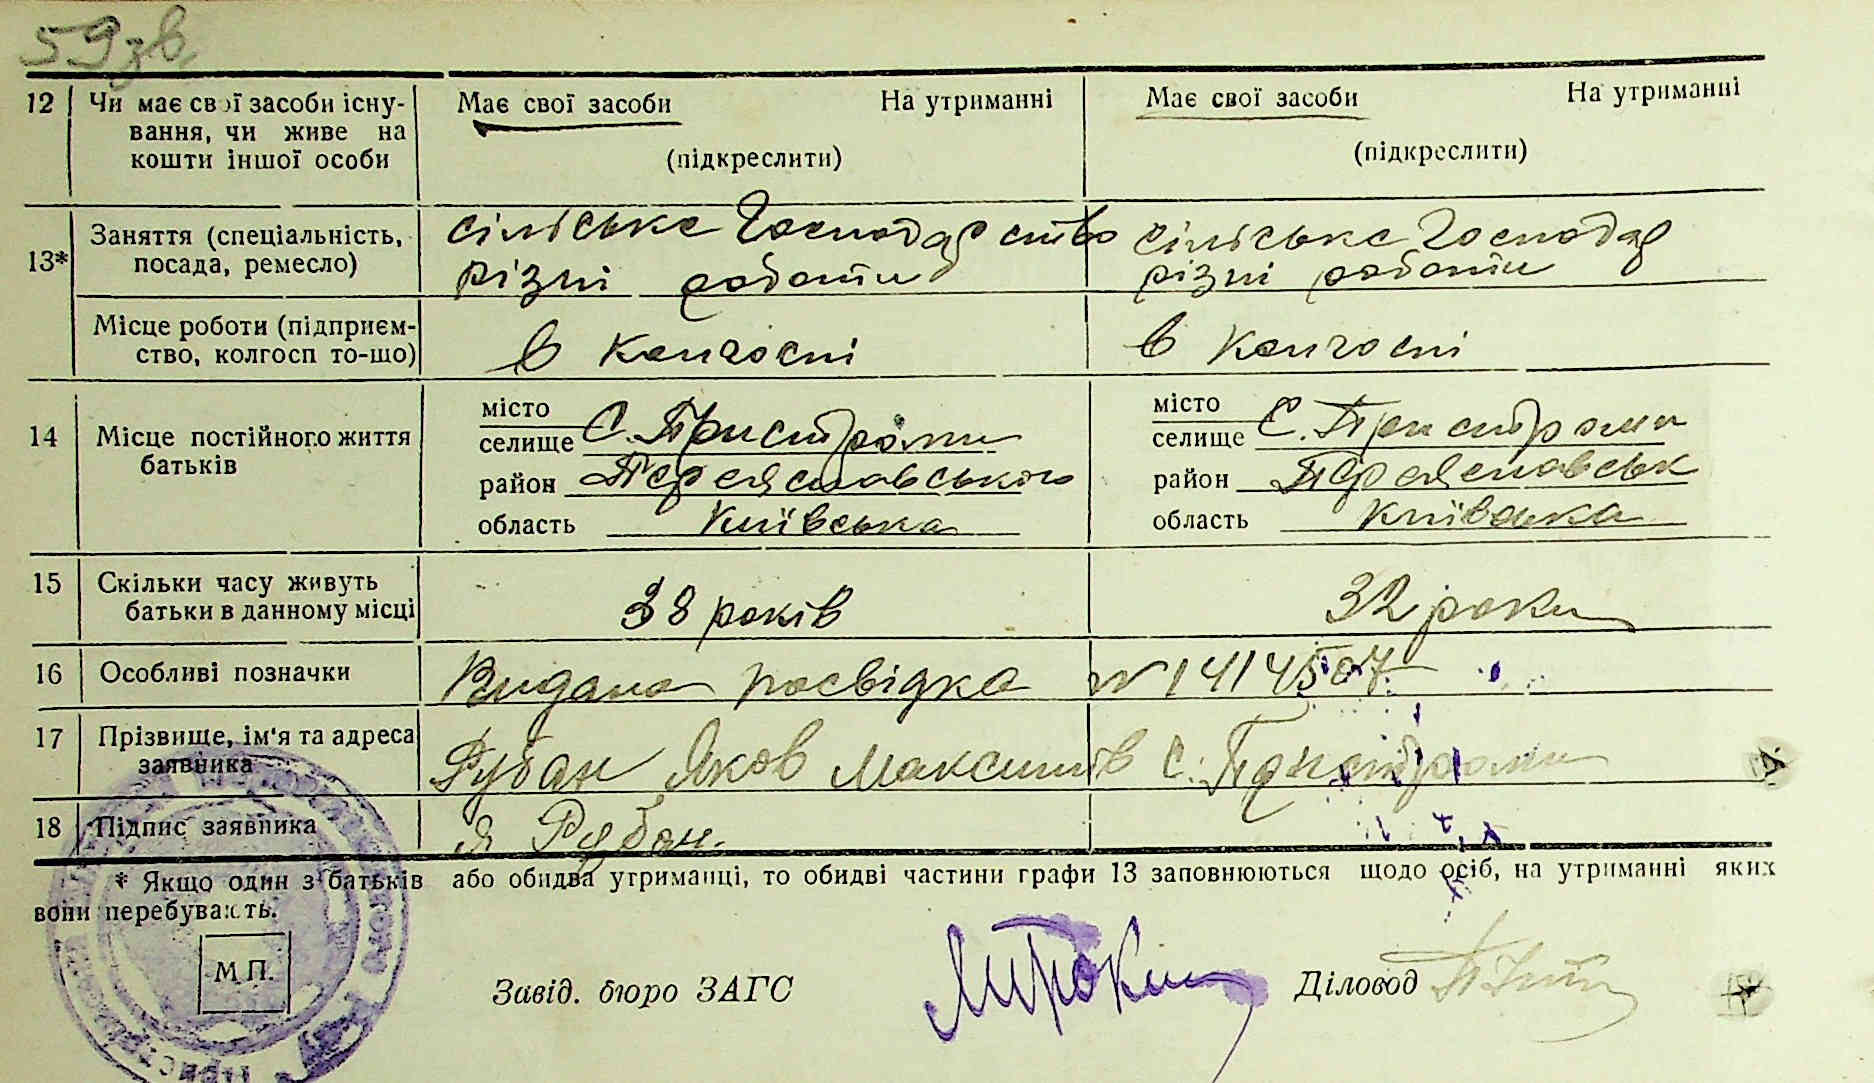 59зв
12 Чи має свої засоби існування, чи живе на кошти іншої особи
Має свої засоби На утриманні Має свої засоби На утриманні
(підкреслити) (підкреслити)
13* Заняття (спеціальність, посада, ремесло)
сільське Господарство сільське Господар
різні роботи різні роботи
Місце роботи (підприємство, колгосп то-що)
в колгоспі в колгоспі
14 Місце постійного життя батьків
місто місто
селище С. Пристроми селище С. Пристроми
район Переяславського район Переяславськ
область Київська область Київська
15 Скільки часу живуть батьки в данному місці
38 років 32 роки
16 Особливі позначки Видана посвідка N 1414507
17 Прізвище, ім'я та адреса заявника
Рубан Яков Максимів с. Пристроми
18 Підпис заявника Я Рубан.
* Якщо один з батьків або обидва утриманці, то обидві частини графи 13 заповнюються щодо осіб, на утриманні яких
вони перебувають.
М П.
Завід. бюро ЗАГС Діловод